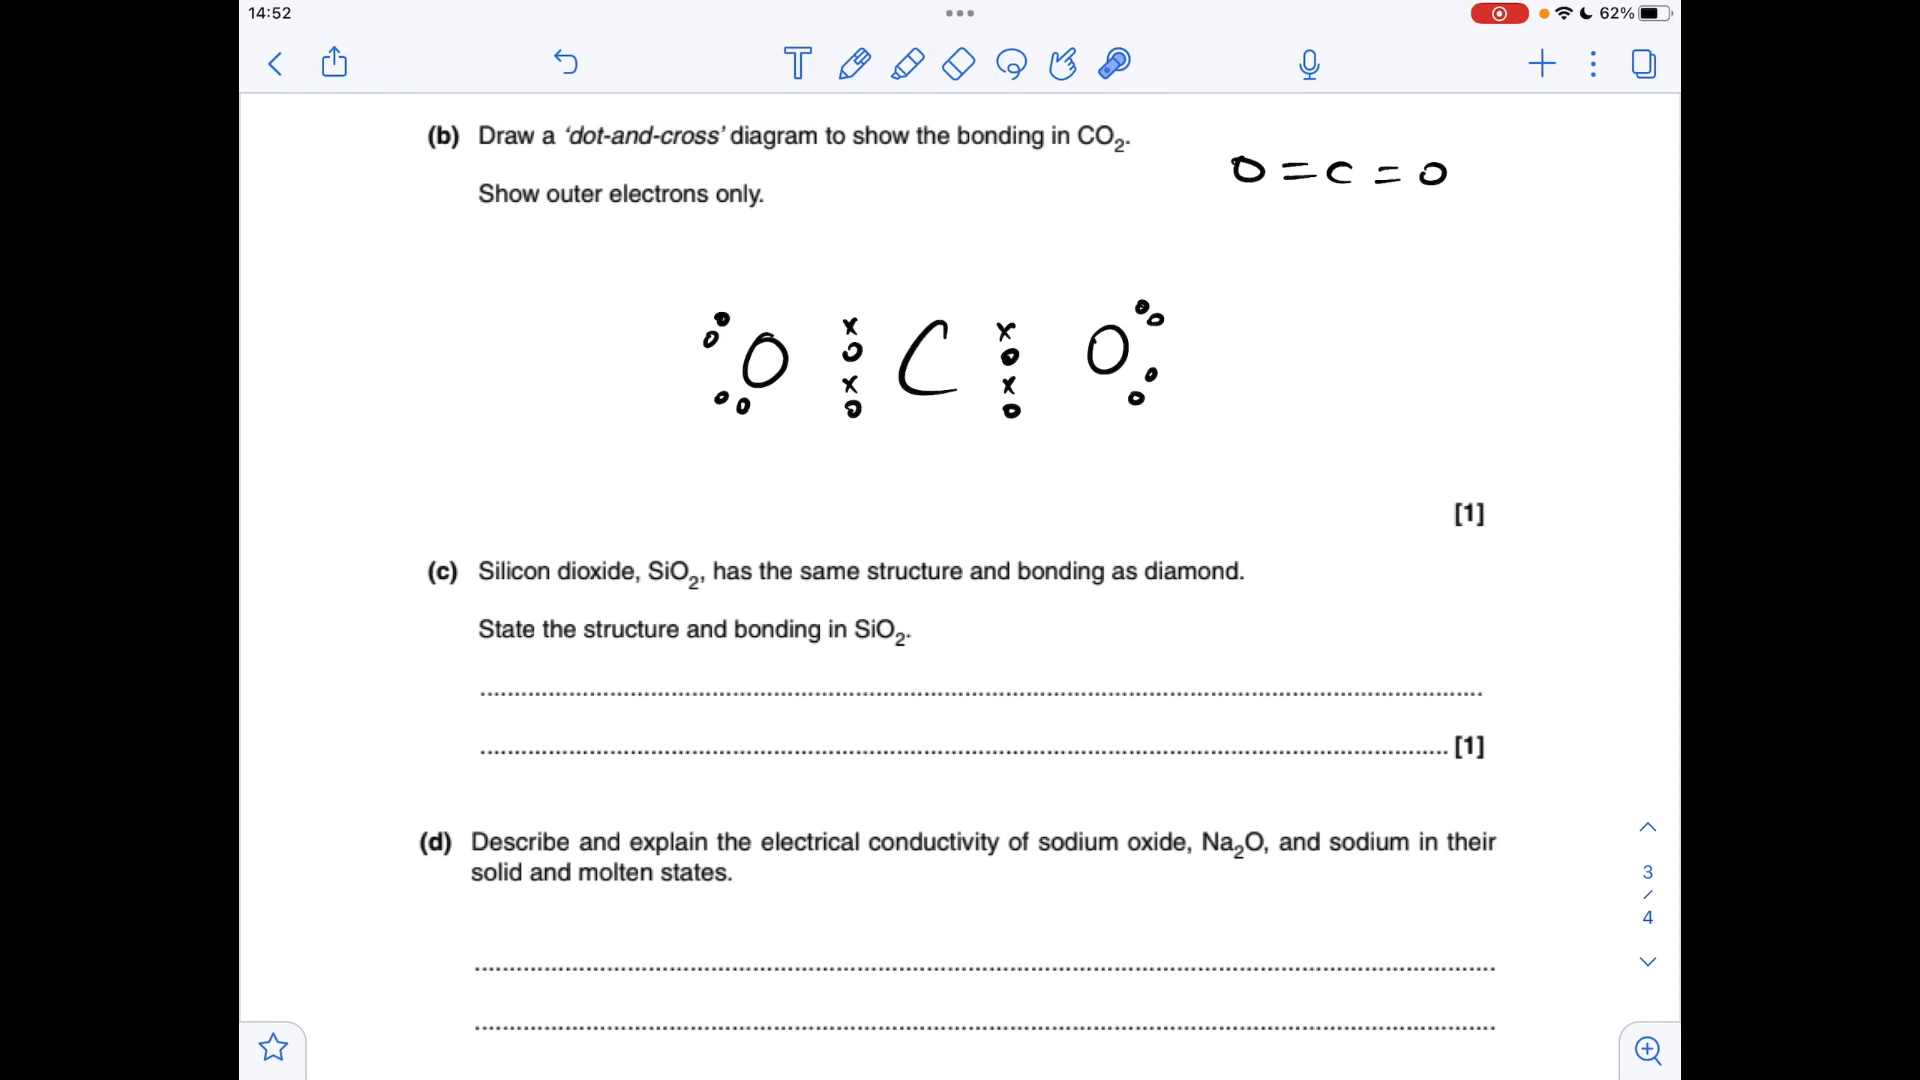 14:52
62%
(b) Draw a ‘dot-and-cross’ diagram to show the bonding in CO₂.
O = C = O
Show outer electrons only.
O C O
[1]
(c) Silicon dioxide, SiO₂, has the same structure and bonding as diamond.
State the structure and bonding in SiO₂.
[1]
(d) Describe and explain the electrical conductivity of sodium oxide, Na₂O, and sodium in their
solid and molten states.
3
/
4